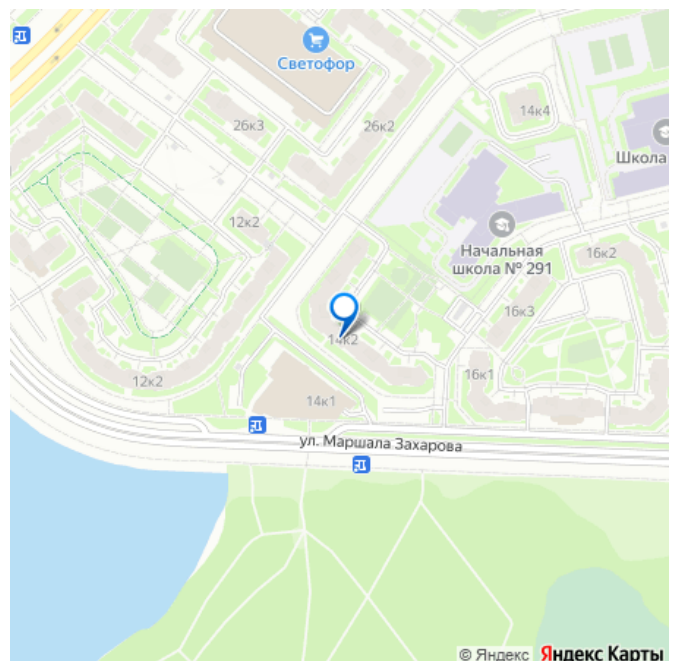 Светофор
14к4
26к3
26к2
Школа
12к2
Начальная
школа № 291
16к2
16к3
14к2
16к1
12к2
14к1
ул. Маршала Захарова
© Яндекс Яндекс Карты